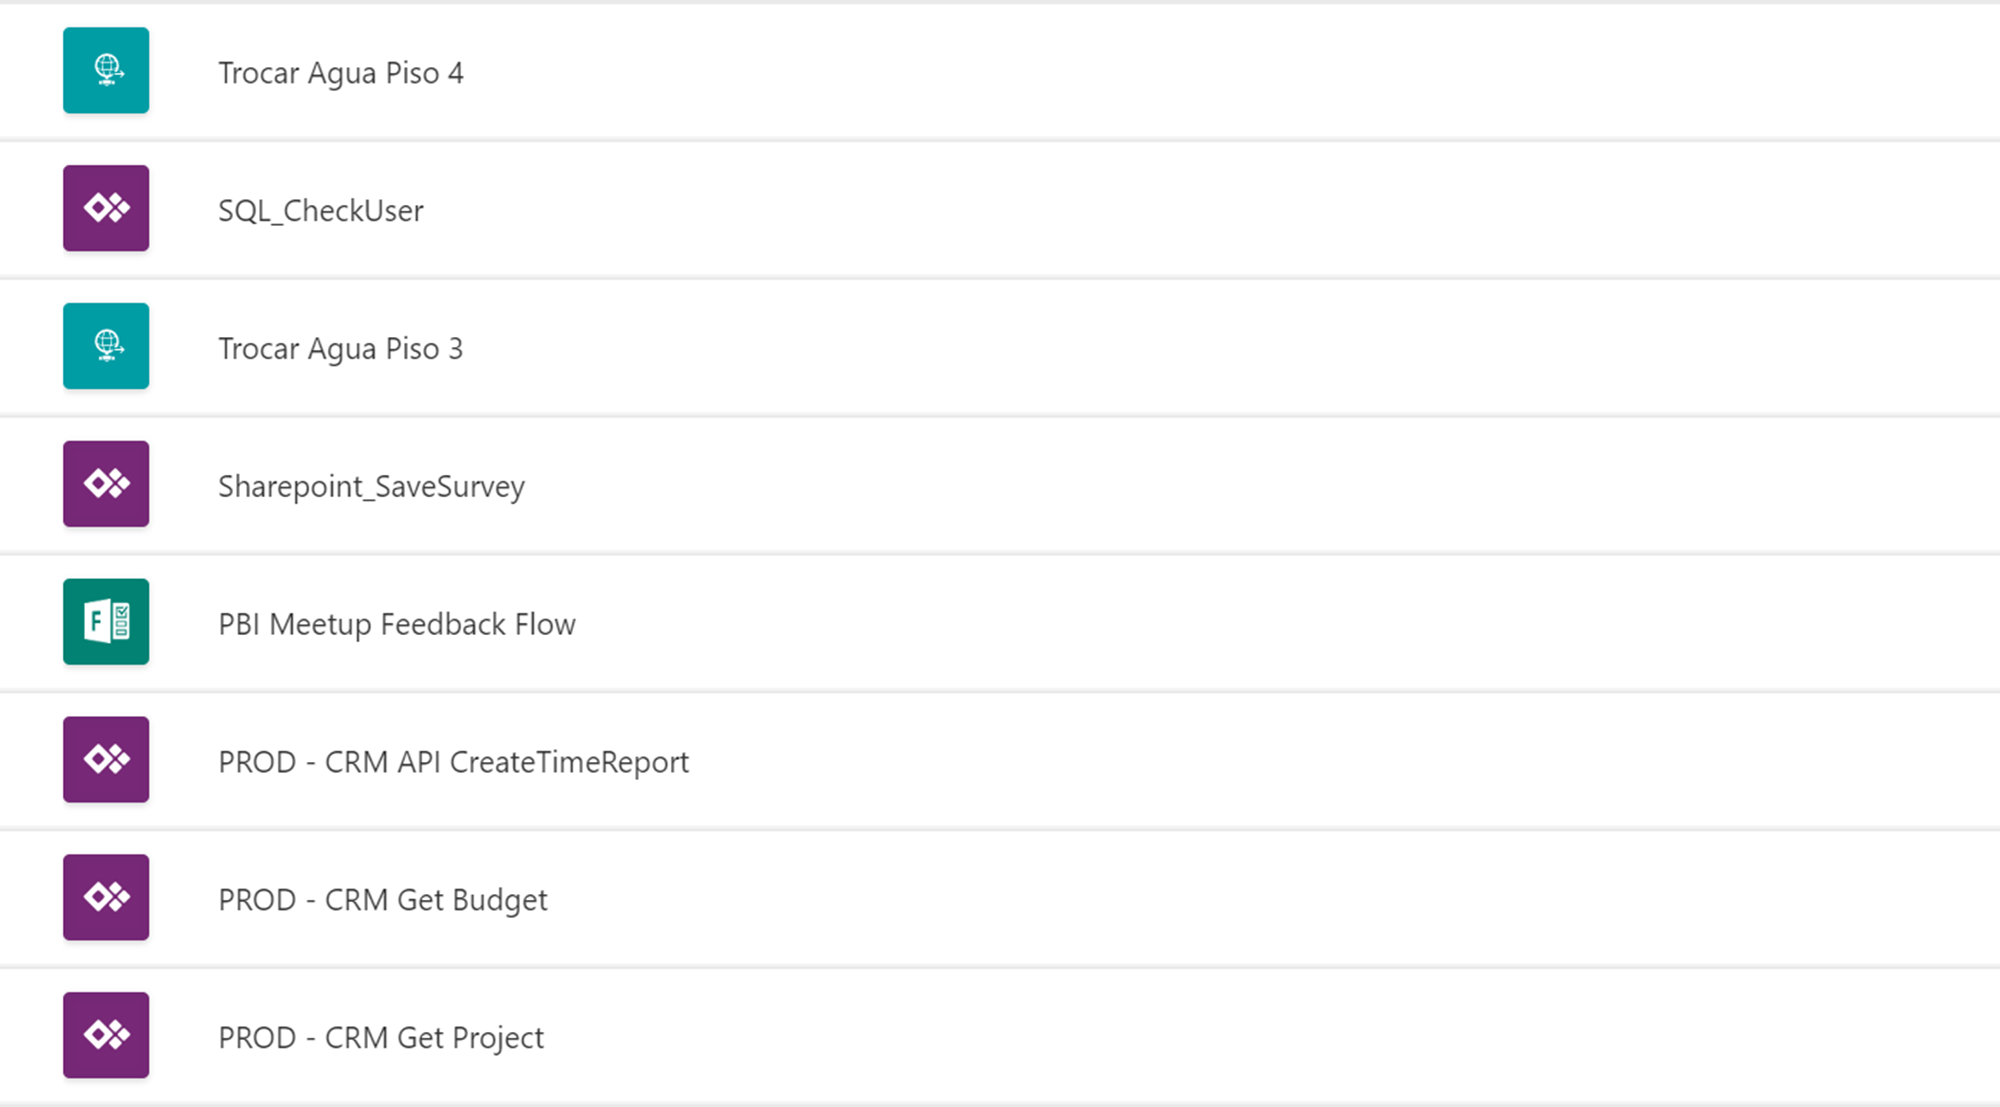 Trocar Agua Piso 4
SQL_CheckUser
Trocar Agua Piso 3
Sharepoint_SaveSurvey
F
PBI Meetup Feedback Flow
PROD - CRM API CreateTimeReport
PROD - CRM Get Budget
PROD - CRM Get Project